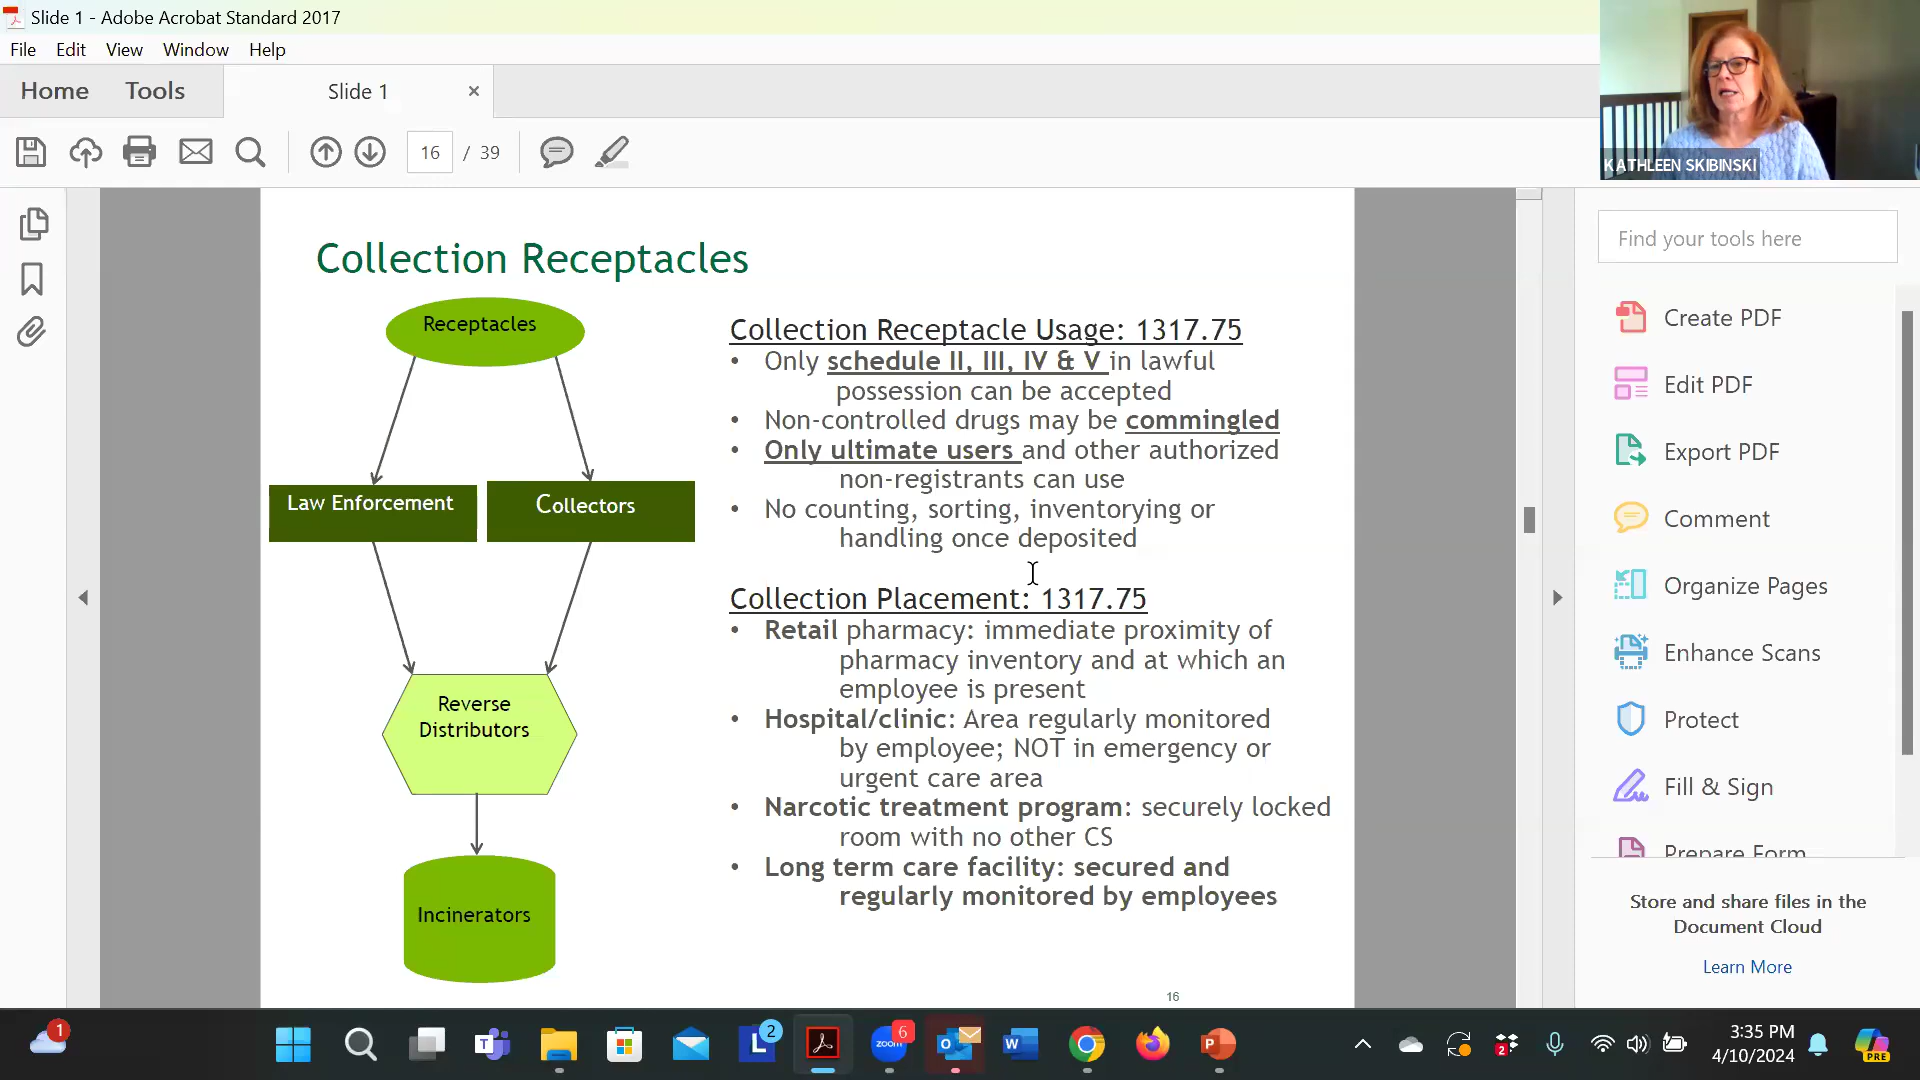 Slide 1 - Adobe Acrobat Standard 2017
File Edit View Window Help
Home Tools Slide 1 ×
16 / 39
KATHLEEN SKIBINSKI
Collection Receptacles
Receptacles
Law Enforcement
Collectors
Reverse
Distributors
Incinerators
Collection Receptacle Usage: 1317.75
• Only schedule II, III, IV & V in lawful
possession can be accepted
• Non-controlled drugs may be commingled
• Only ultimate users and other authorized
non-registrants can use
• No counting, sorting, inventorying or
handling once deposited
Collection Placement: 1317.75
• Retail pharmacy: immediate proximity of
pharmacy inventory and at which an
employee is present
• Hospital/clinic: Area regularly monitored
by employee; NOT in emergency or
urgent care area
• Narcotic treatment program: securely locked
room with no other CS
• Long term care facility: secured and
regularly monitored by employees
16
Find your tools here
Create PDF
Edit PDF
Export PDF
Comment
Organize Pages
Enhance Scans
Protect
Fill & Sign
Prepare Form
Store and share files in the
Document Cloud
Learn More
1
T
L
2
zoom
6
O
W
P
2
3:35 PM
4/10/2024
PRE